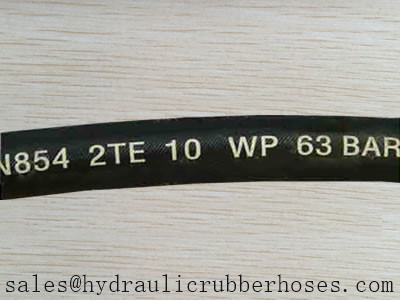 N854 2TE 10 WP 63 BAR
sales@hydraulicrubberhoses.com